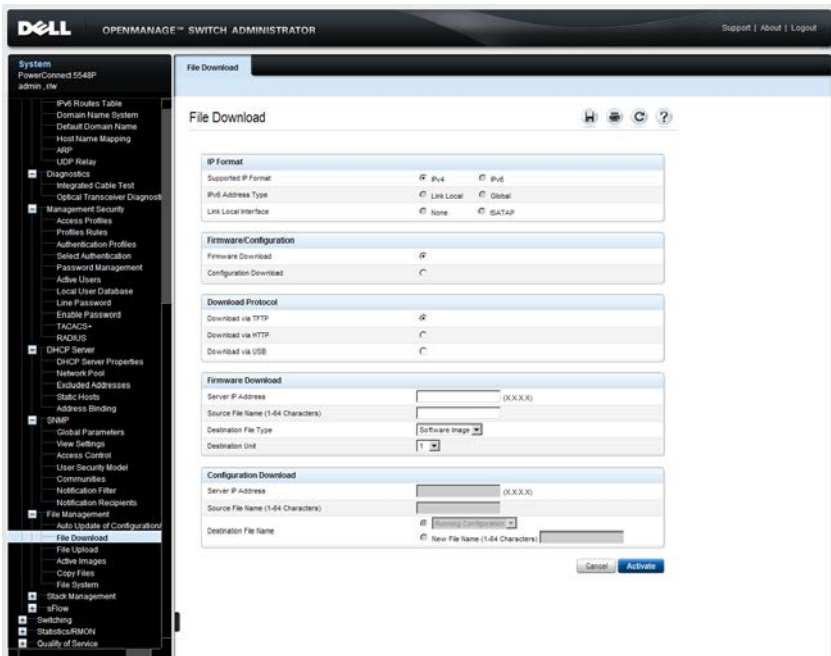 DELL
OPENMANAGE™ SWITCH ADMINISTRATOR
Support | About | Logout
System
PowerConnect 5548P
admin , r/w
IPv6 Routes Table
Domain Name System
Default Domain Name
Host Name Mapping
ARP
UDP Relay
Diagnostics
Integrated Cable Test
Optical Transceiver Diagnosti
Management Security
Access Profiles
Profiles Rules
Authentication Profiles
Select Authentication
Password Management
Active Users
Local User Database
Line Password
Enable Password
TACACS+
RADIUS
DHCP Server
DHCP Server Properties
Network Pool
Excluded Addresses
Static Hosts
Address Binding
SNMP
Global Parameters
View Settings
Access Control
User Security Model
Communities
Notification Filter
Notification Recipients
File Management
Auto Update of Configuration/
File Download
File Upload
Active Images
Copy Files
File System
Stack Management
sFlow
Switching
Statistics/RMON
Quality of Service
File Download
File Download
IP Format
Supported IP Format IPv4 IPv6
IPv6 Address Type Link Local Global
Link Local Interface None ISATAP
Firmware/Configuration
Firmware Download
Configuration Download
Download Protocol
Download via TFTP
Download via HTTP
Download via USB
Firmware Download
Server IP Address (X.X.X.X)
Source File Name (1-64 Characters)
Destination File Type Software Image
Destination Unit 1
Configuration Download
Server IP Address (X.X.X.X)
Source File Name (1-64 Characters)
Destination File Name Running Configuration
New File Name (1-64 Characters)
Cancel Activate